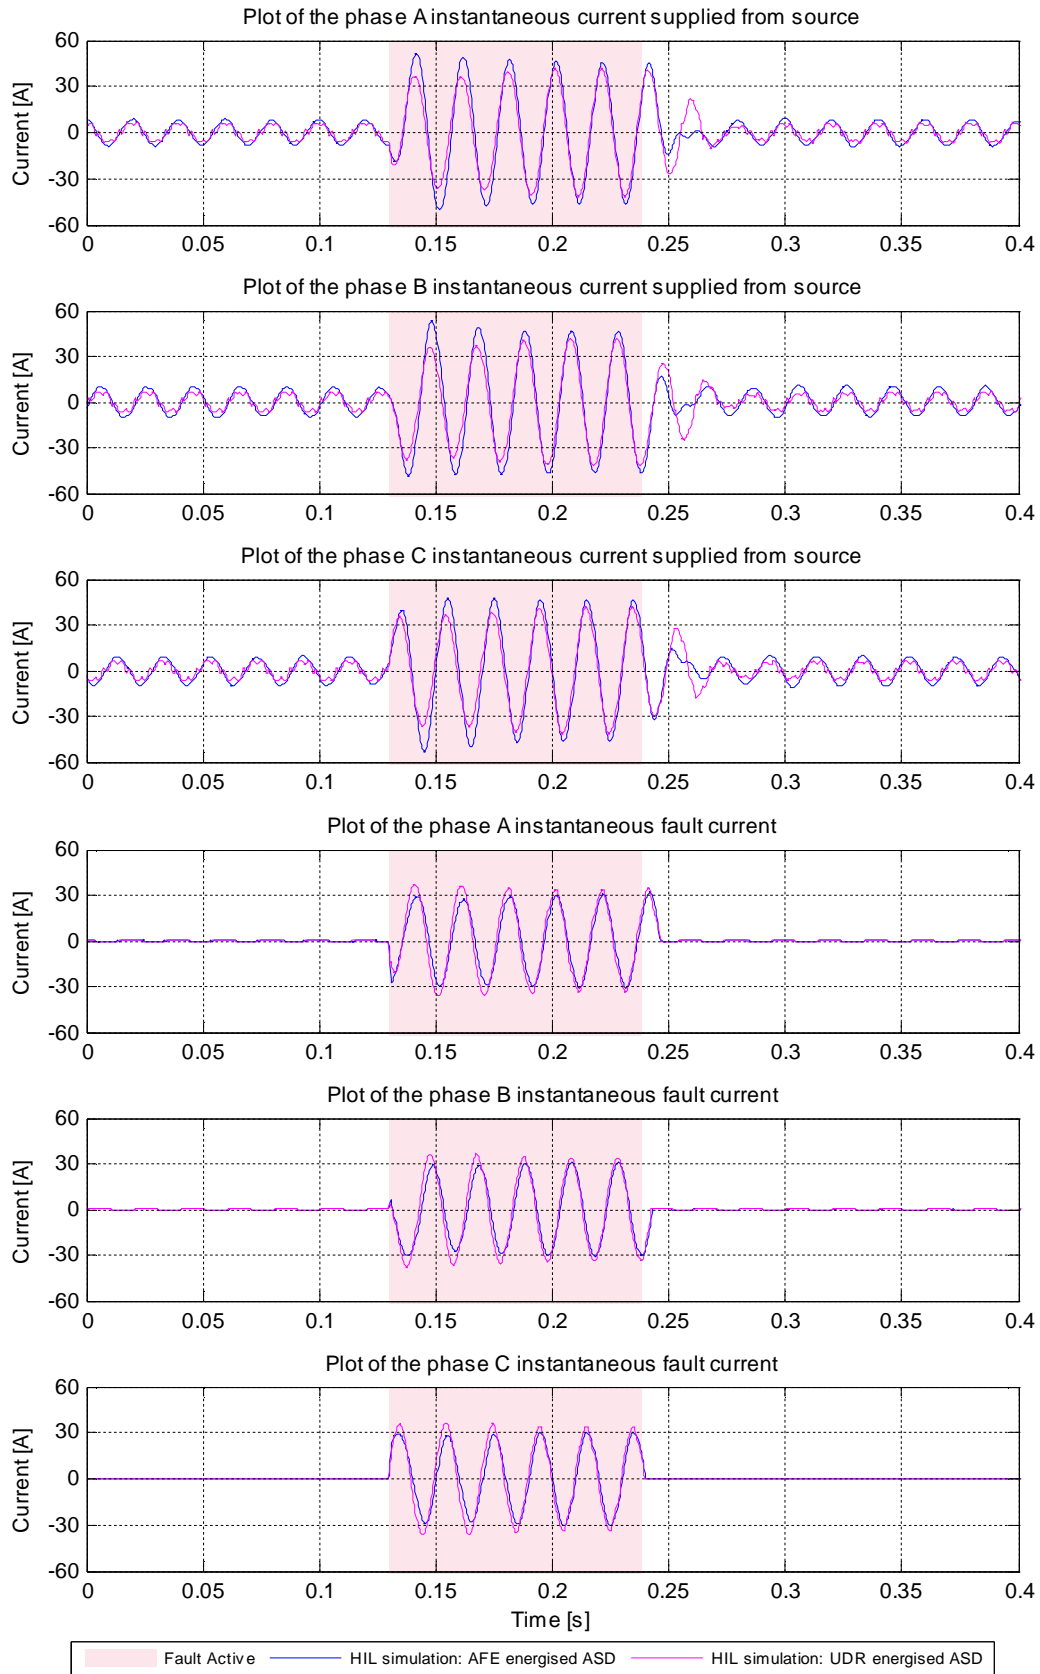 Plot of the phase A instantaneous current supplied from source
60
30
0
-30
-60
Current [A]
0 0.05 0.1 0.15 0.2 0.25 0.3 0.35 0.4
Plot of the phase B instantaneous current supplied from source
60
30
0
-30
-60
Current [A]
0 0.05 0.1 0.15 0.2 0.25 0.3 0.35 0.4
Plot of the phase C instantaneous current supplied from source
60
30
0
-30
-60
Current [A]
0 0.05 0.1 0.15 0.2 0.25 0.3 0.35 0.4
Plot of the phase A instantaneous fault current
60
30
0
-30
-60
Current [A]
0 0.05 0.1 0.15 0.2 0.25 0.3 0.35 0.4
Plot of the phase B instantaneous fault current
60
30
0
-30
-60
Current [A]
0 0.05 0.1 0.15 0.2 0.25 0.3 0.35 0.4
Plot of the phase C instantaneous fault current
60
30
0
-30
-60
Current [A]
0 0.05 0.1 0.15 0.2 0.25 0.3 0.35 0.4
Time [s]
Fault Active HIL simulation: AFE energised ASD HIL simulation: UDR energised ASD